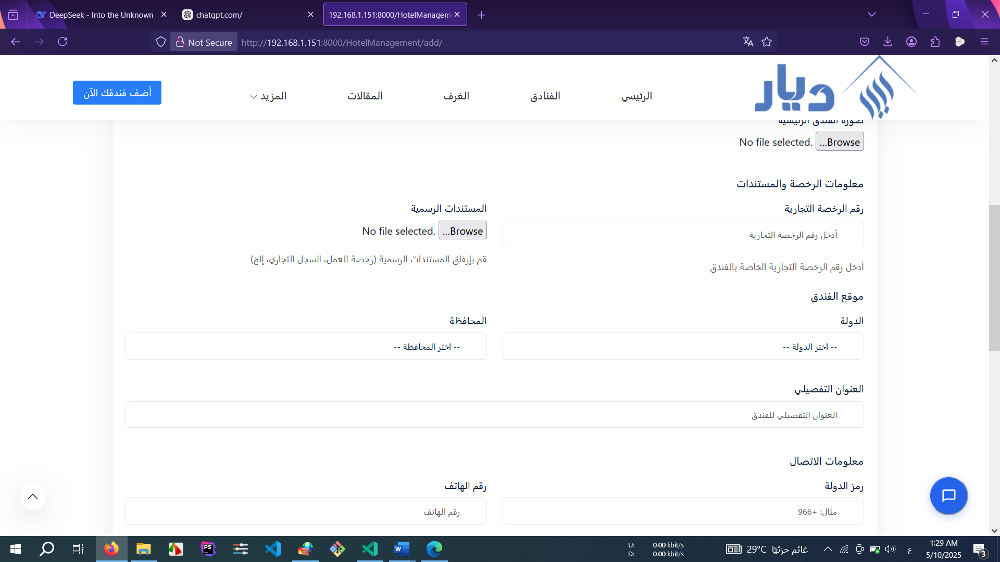 DeepSeek - Into the Unknown
chatgpt.com/
192.168.1.151:8000/HotelManagem
Not Secure
http://192.168.1.151:8000/HotelManagement/add/
ديار
الرئيسي
الفنادق
الغرف
المقالات
المزيد
أضف فندقك الآن
صورة الفندق الرئيسية
Browse...
No file selected.
معلومات الرخصة والمستندات
رقم الرخصة التجارية
المستندات الرسمية
أدخل رقم الرخصة التجارية
Browse...
No file selected.
أدخل رقم الرخصة التجارية الخاصة بالفندق
قم بإرفاق المستندات الرسمية (رخصة العمل، السجل التجاري، إلخ)
موقع الفندق
الدولة
المحافظة
-- اختر الدولة --
-- اختر المحافظة --
العنوان التفصيلي
العنوان التفصيلي للفندق
معلومات الاتصال
رمز الدولة
رقم الهاتف
مثال: +966
رقم الهاتف
PS
W
U: 0.00 kbit/s
D: 0.00 kbit/s
29°C غائم جزئيًا
ع
1:29 AM
5/10/2025
3